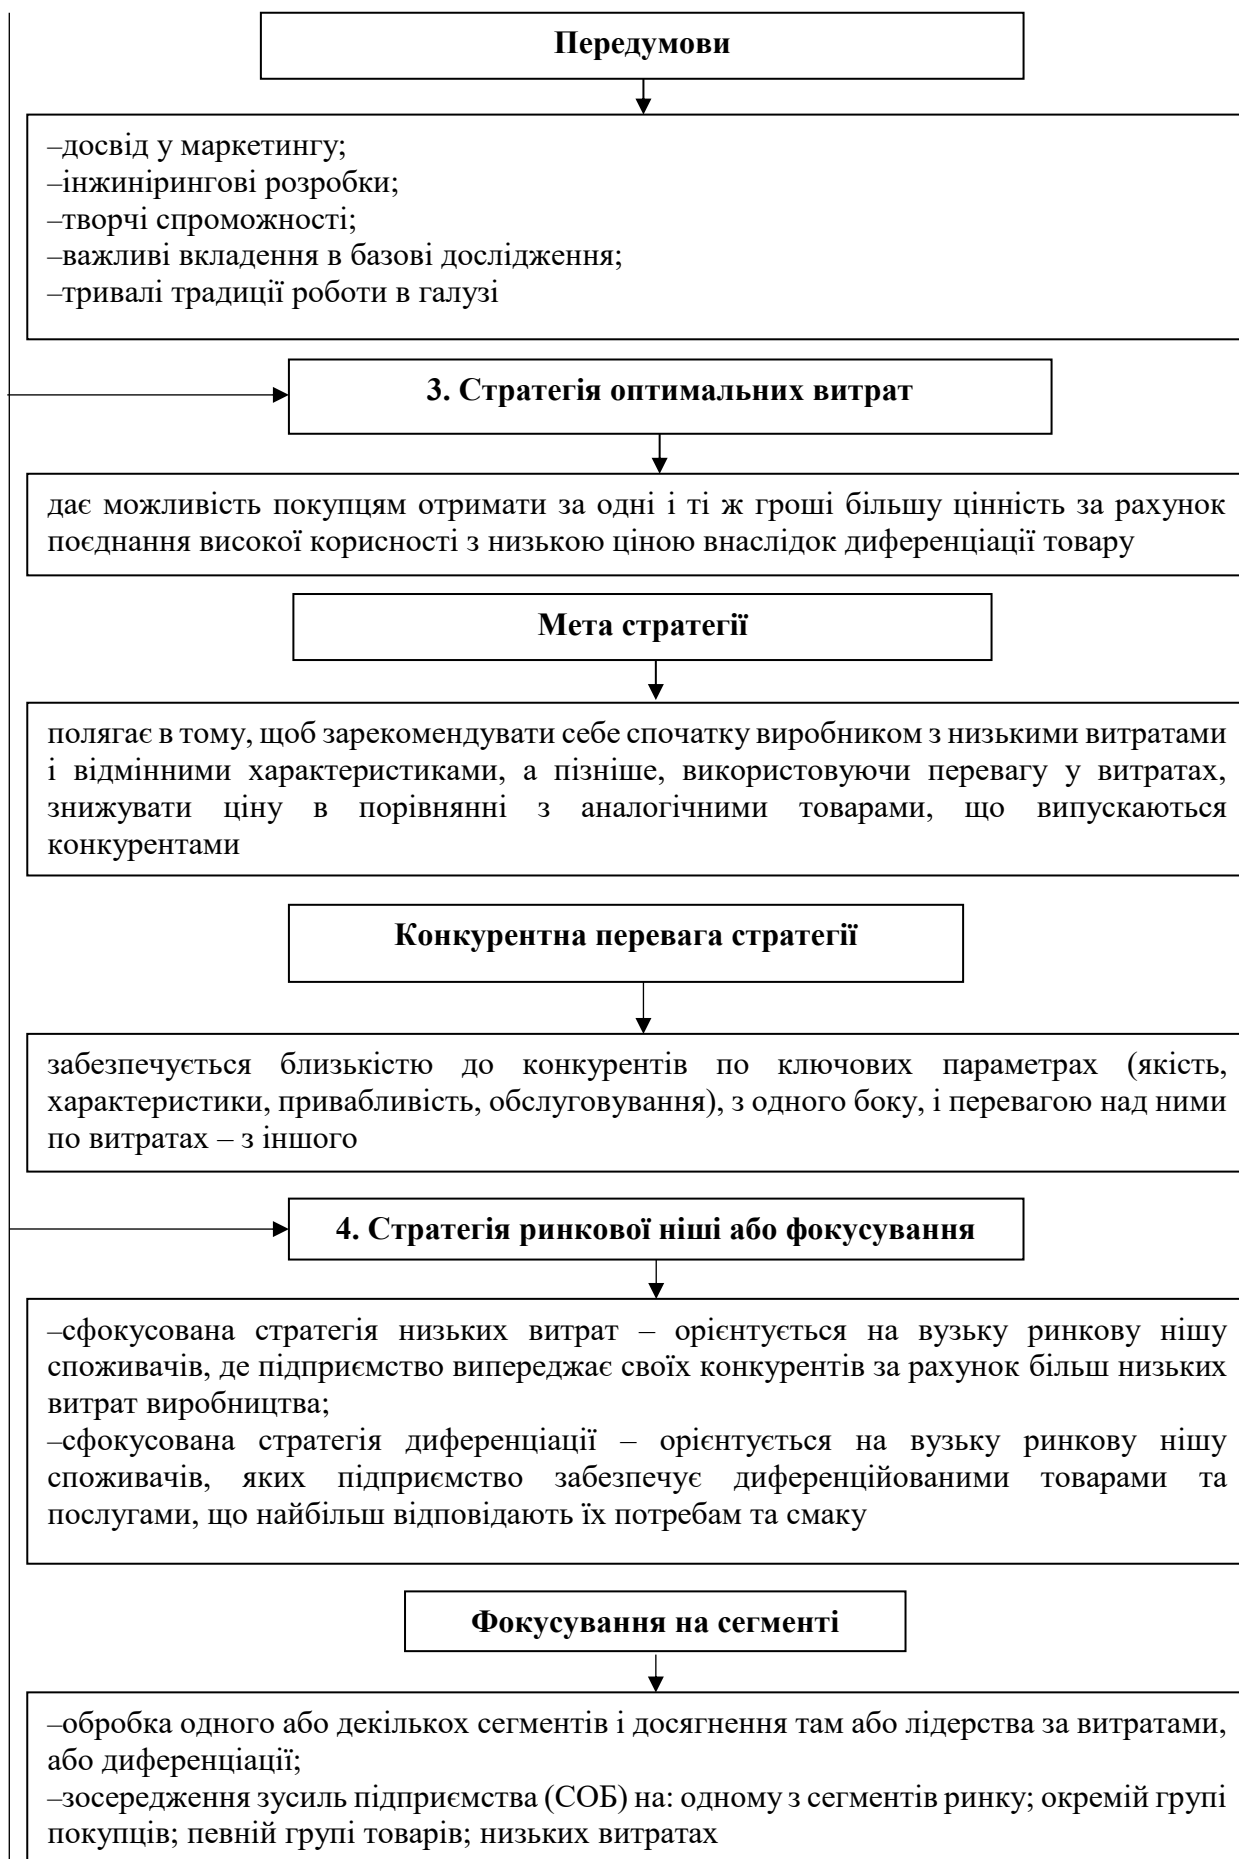 Передумови
–досвід у маркетингу;
–інжинірингові розробки;
–творчі спроможності;
–важливі вкладення в базові дослідження;
–тривалі традиції роботи в галузі
3. Стратегія оптимальних витрат
дає можливість покупцям отримати за одні і ті ж гроші більшу цінність за рахунок
поєднання високої корисності з низькою ціною внаслідок диференціації товару
Мета стратегії
полягає в тому, щоб зарекомендувати себе спочатку виробником з низькими витратами
і відмінними характеристиками, а пізніше, використовуючи перевагу у витратах,
знижувати ціну в порівнянні з аналогічними товарами, що випускаються
конкурентами
Конкурентна перевага стратегії
забезпечується близькістю до конкурентів по ключових параметрах (якість,
характеристики, привабливість, обслуговування), з одного боку, і перевагою над ними
по витратах – з іншого
4. Стратегія ринкової ніші або фокусування
–сфокусована стратегія низьких витрат – орієнтується на вузьку ринкову нішу
споживачів, де підприємство випереджає своїх конкурентів за рахунок більш низьких
витрат виробництва;
–сфокусована стратегія диференціації – орієнтується на вузьку ринкову нішу
споживачів, яких підприємство забезпечує диференційованими товарами та
послугами, що найбільш відповідають їх потребам та смаку
Фокусування на сегменті
–обробка одного або декількох сегментів і досягнення там або лідерства за витратами,
або диференціації;
–зосередження зусиль підприємства (СОБ) на: одному з сегментів ринку; окремій групі
покупців; певній групі товарів; низьких витратах